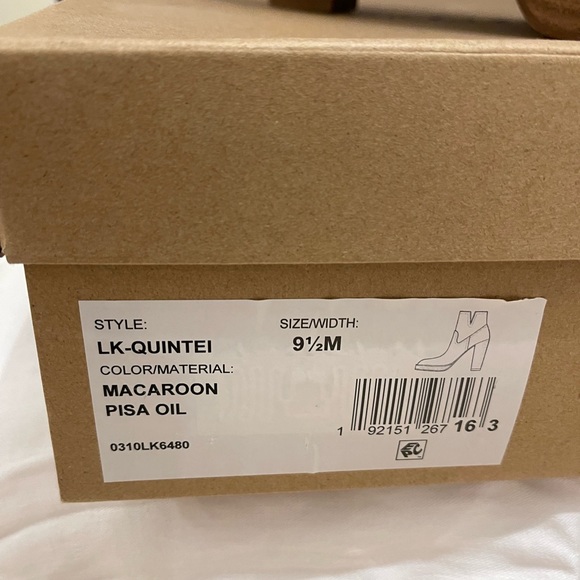 STYLE: SIZE/WIDTH:
LK-QUINTEI 9½M
COLOR/MATERIAL:
MACAROON
PISA OIL
0310LK6480
1 92151 267 16 3